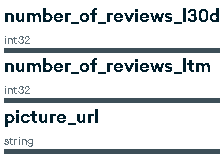 number_of_reviews_l30d
int32
number_of_reviews_ltm
int32
picture_url
string